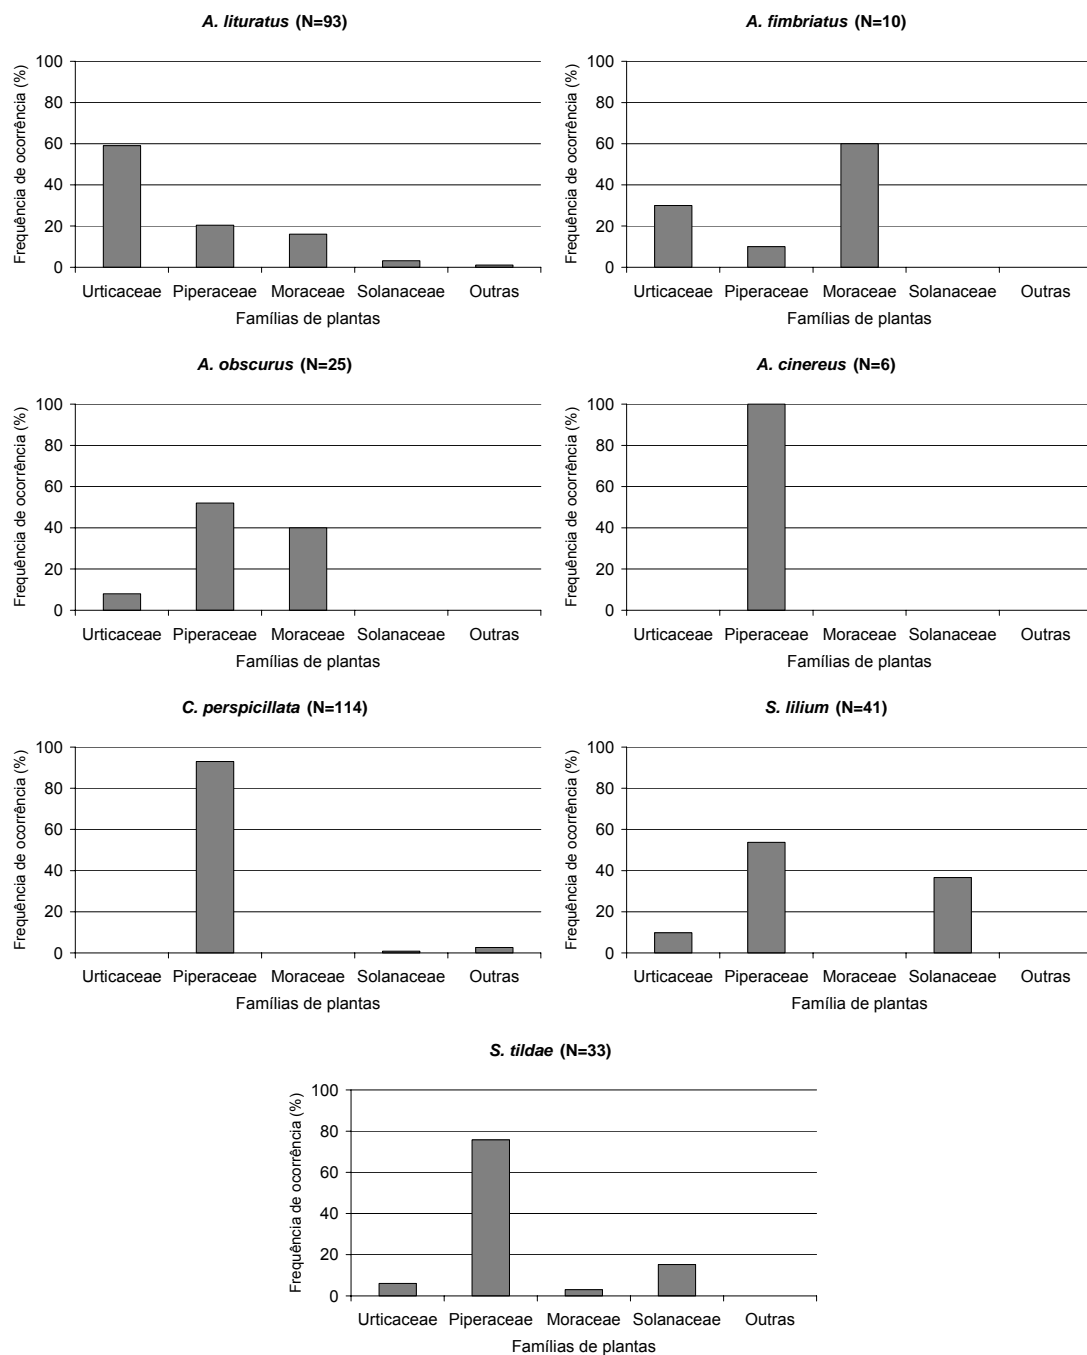 A. lituratus (N=93)
Frequência de ocorrência (%)
100
80
60
40
20
0
Urticaceae Piperaceae Moraceae Solanaceae Outras
Famílias de plantas
A. fimbriatus (N=10)
Frequência de ocorrência (%)
100
80
60
40
20
0
Urticaceae Piperaceae Moraceae Solanaceae Outras
Famílias de plantas
A. obscurus (N=25)
Frequência de ocorrência (%)
100
80
60
40
20
0
Urticaceae Piperaceae Moraceae Solanaceae Outras
Famílias de plantas
A. cinereus (N=6)
Frequência de ocorrência (%)
100
80
60
40
20
0
Urticaceae Piperaceae Moraceae Solanaceae Outras
Famílias de plantas
C. perspicillata (N=114)
Frequência de ocorrência (%)
100
80
60
40
20
0
Urticaceae Piperaceae Moraceae Solanaceae Outras
Famílias de plantas
S. lilium (N=41)
Frequência de ocorrência (%)
100
80
60
40
20
0
Urticaceae Piperaceae Moraceae Solanaceae Outras
Família de plantas
S. tildae (N=33)
Frequência de ocorrência (%)
100
80
60
40
20
0
Urticaceae Piperaceae Moraceae Solanaceae Outras
Famílias de plantas